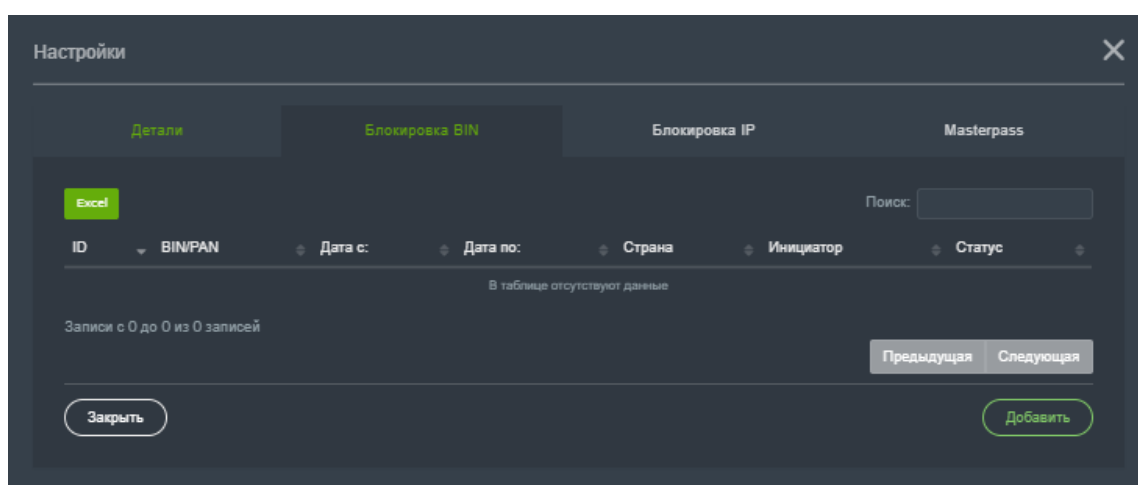 Настройки
Детали Блокировка BIN Блокировка IP Masterpass
Excel Поиск:
ID BIN/PAN Дата с: Дата по: Страна Инициатор Статус
В таблице отсутствуют данные
Записи с 0 до 0 из 0 записей
Предыдущая Следующая
Закрыть Добавить